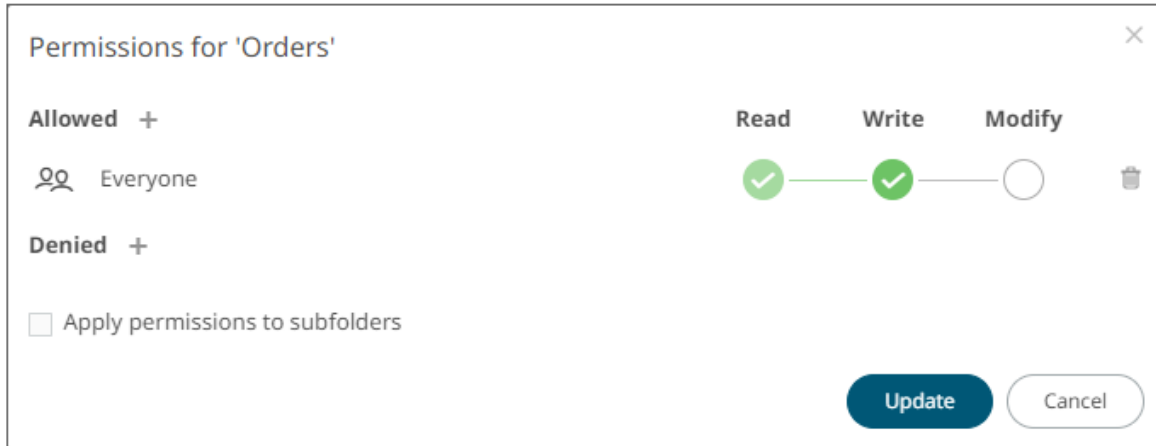 Permissions for 'Orders'
Allowed + Read Write Modify
Everyone
Denied +
Apply permissions to subfolders
Update Cancel